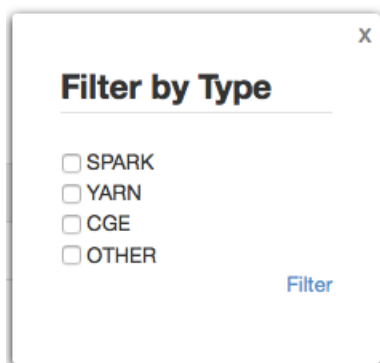 x
Filter by Type
SPARK
YARN
CGE
OTHER
Filter